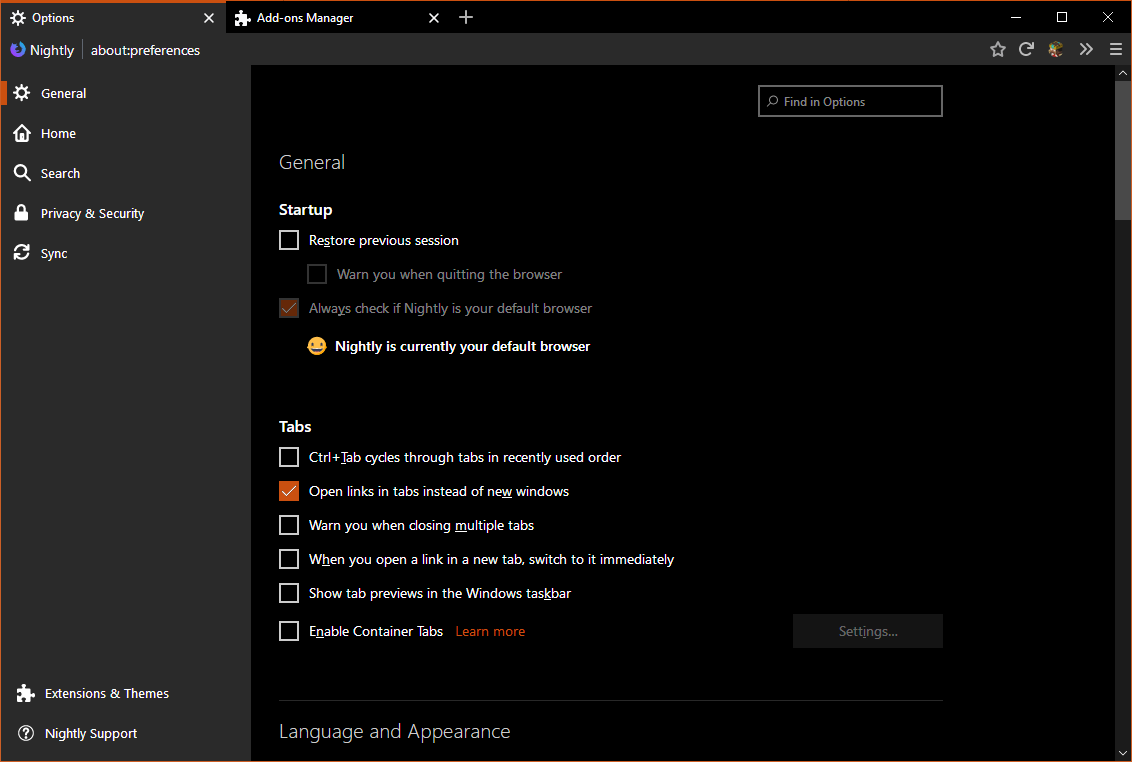 Options
Add-ons Manager
Nightly
about:preferences
General
Home
Search
Privacy & Security
Sync
Extensions & Themes
Nightly Support
Find in Options
General
Startup
Restore previous session
Warn you when quitting the browser
Always check if Nightly is your default browser
Nightly is currently your default browser
Tabs
Ctrl+Tab cycles through tabs in recently used order
Open links in tabs instead of new windows
Warn you when closing multiple tabs
When you open a link in a new tab, switch to it immediately
Show tab previews in the Windows taskbar
Enable Container Tabs Learn more
Settings...
Language and Appearance